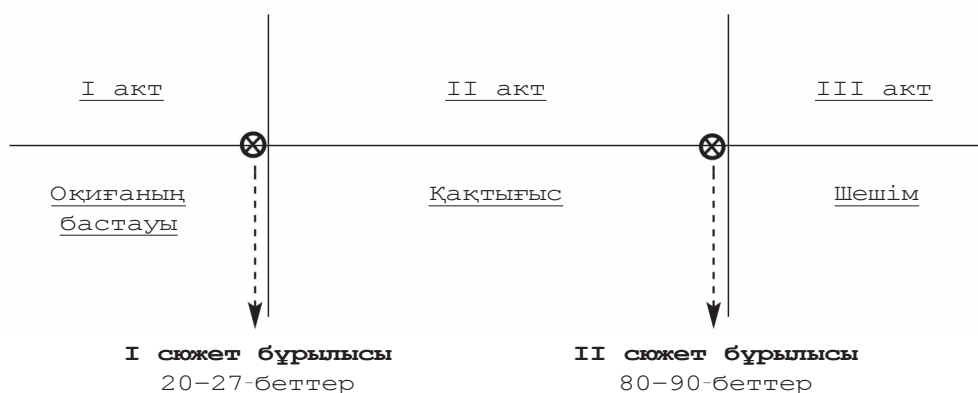 I акт
II акт
III акт
Оқиғаның
бастауы
Қақтығыс
Шешім
I сюжет бұрылысы
20–27-беттер
II сюжет бұрылысы
80–90-беттер